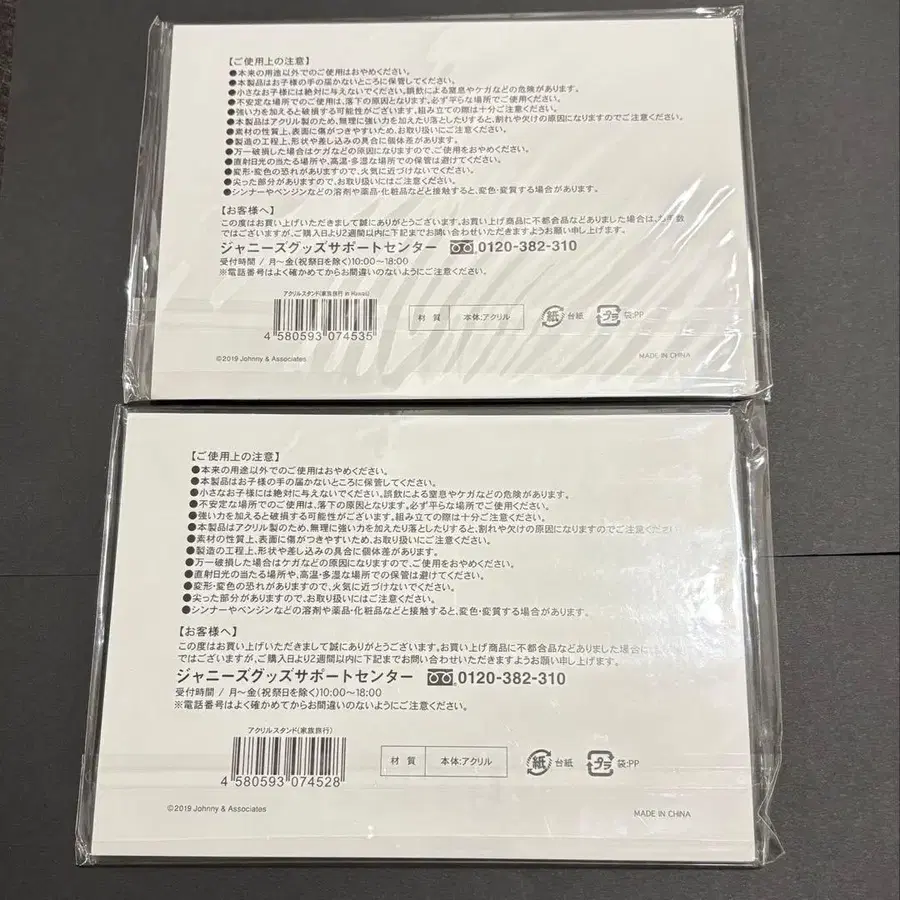 【ご使用上の注意】
●本来の用途以外でのご使用はおやめください。
●本製品はお子様の手の届かないところに保管してください。
●小さなお子様には絶対に与えないでください。誤飲による窒息やケガなどの危険があります。
●不安定な場所でのご使用は、落下の原因となります。必ず平らな場所でご使用ください。
●強い力を加えると破損する可能性がございます。組み立ての際は十分ご注意ください。
●本製品はアクリル製のため、無理に強い力を加えたり落としたりすると、割れや欠けの原因になりますのでご注意ください。
●素材の性質上、表面に傷がつきやすいため、お取り扱いにご注意ください。
●製造の工程上、形状や差し込みの具合に個体差があります。
●万一破損した場合はケガなどの原因になりますので、ご使用をおやめください。
●直射日光の当たる場所や、高温・多湿な場所での保管は避けてください。
●変形・変色の恐れがありますので、火気に近づけないでください。
●尖った部分がありますので、お取り扱いにはご注意ください。
●シンナーやベンジンなどの溶剤や薬品・化粧品などと接触すると、変色・変質する場合があります。
【お客様へ】
この度はお買い上げいただきまして誠にありがとうございます。お買い上げ商品に不都合品などありました場合は、お手数
ではございますが、ご購入日より2週間以内に下記までお問い合わせいただきますようお願い申し上げます。
ジャニーズグッズサポートセンター 0120-382-310
受付時間 / 月～金(祝祭日を除く)10:00～18:00
※電話番号はよく確かめてからお間違いのないようにご注意ください。
アクリルスタンド(家族旅行 in Hawaii)
4 580593 074535
材 質 本体:アクリル 紙 台紙 プラ 袋:PP
©2019 Johnny & Associates MADE IN CHINA
【ご使用上の注意】
●本来の用途以外でのご使用はおやめください。
●本製品はお子様の手の届かないところに保管してください。
●小さなお子様には絶対に与えないでください。誤飲による窒息やケガなどの危険があります。
●不安定な場所でのご使用は、落下の原因となります。必ず平らな場所でご使用ください。
●強い力を加えると破損する可能性がございます。組み立ての際は十分ご注意ください。
●本製品はアクリル製のため、無理に強い力を加えたり落としたりすると、割れや欠けの原因になりますのでご注意ください。
●素材の性質上、表面に傷がつきやすいため、お取り扱いにご注意ください。
●製造の工程上、形状や差し込みの具合に個体差があります。
●万一破損した場合はケガなどの原因になりますので、ご使用をおやめください。
●直射日光の当たる場所や、高温・多湿な場所での保管は避けてください。
●変形・変色の恐れがありますので、火気に近づけないでください。
●尖った部分がありますので、お取り扱いにはご注意ください。
●シンナーやベンジンなどの溶剤や薬品・化粧品などと接触すると、変色・変質する場合があります。
【お客様へ】
この度はお買い上げいただきまして誠にありがとうございます。お買い上げ商品に不都合品などありました場合は、お手数
ではございますが、ご購入日より2週間以内に下記までお問い合わせいただきますようお願い申し上げます。
ジャニーズグッズサポートセンター 0120-382-310
受付時間 / 月～金(祝祭日を除く)10:00～18:00
※電話番号はよく確かめてからお間違いのないようにご注意ください。
アクリルスタンド(家族旅行)
4 580593 074528
材 質 本体:アクリル 紙 台紙 プラ 袋:PP
©2019 Johnny & Associates MADE IN CHINA